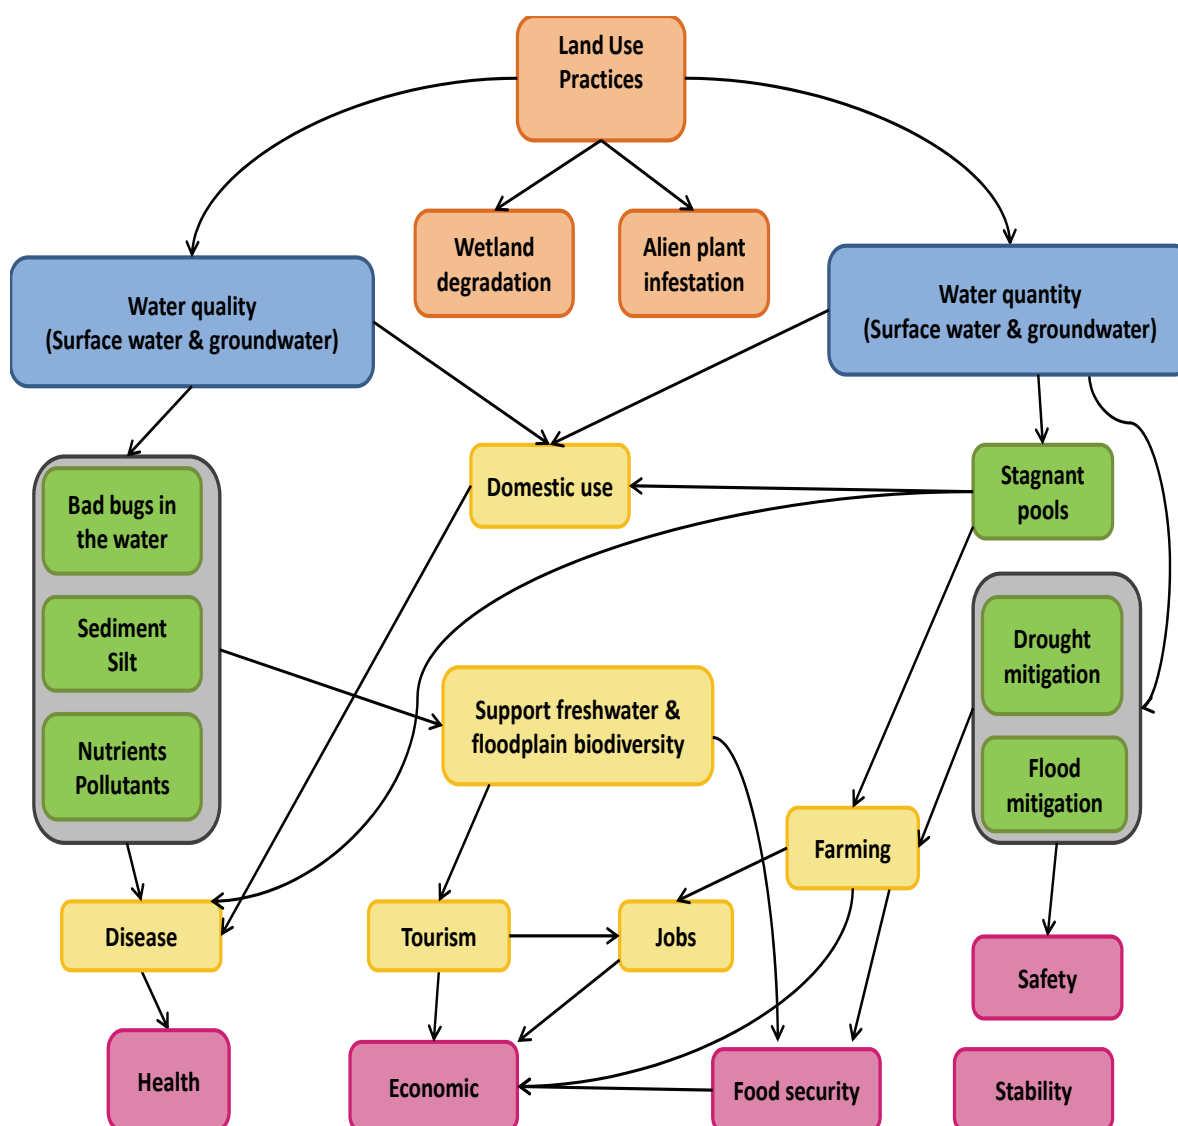 Land Use
Practices
Wetland
degradation
Alien plant
infestation
Water quality
(Surface water & groundwater)
Water quantity
(Surface water & groundwater)
Bad bugs in
the water
Domestic use
Stagnant
pools
Sediment
Silt
Drought
mitigation
Support freshwater &
floodplain biodiversity
Nutrients
Pollutants
Flood
mitigation
Farming
Disease
Tourism
Jobs
Safety
Health
Economic
Food security
Stability